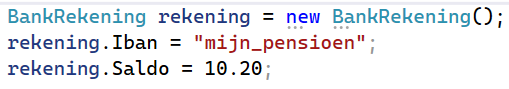 BankRekening rekening = new BankRekening();
rekening.Iban = "mijn_pensioen";
rekening.Saldo = 10.20;